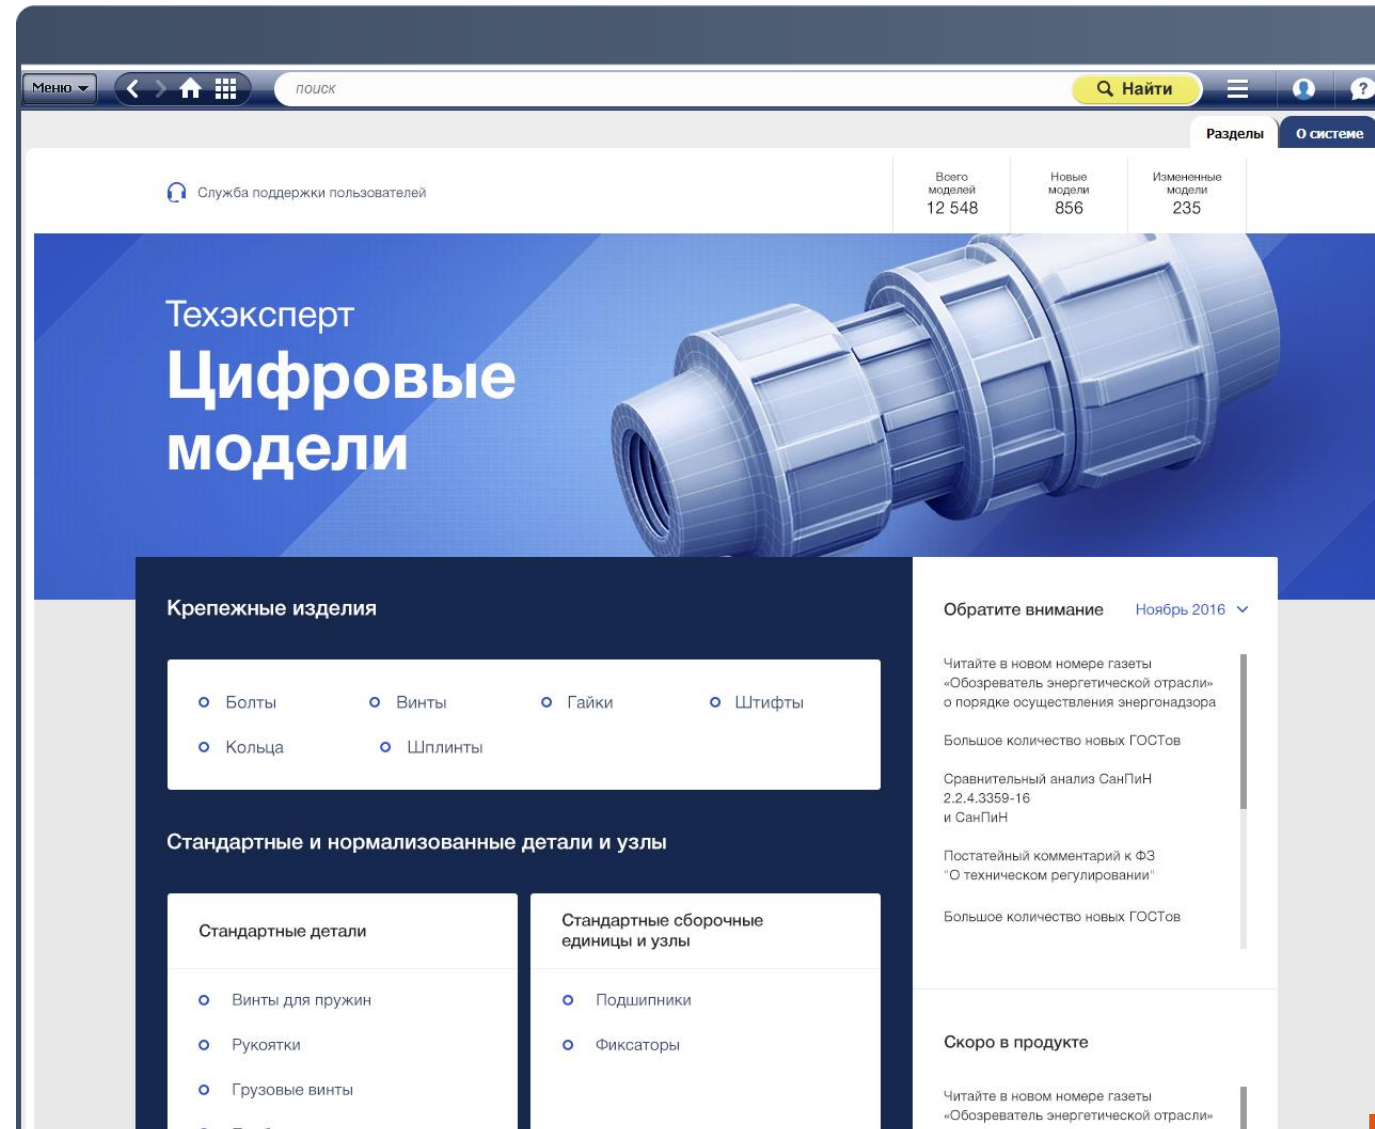 Меню
поиск
Найти
?
Разделы
О системе
Служба поддержки пользователей
Всего
моделей
12 548
Новые
модели
856
Измененные
модели
235
Техэксперт
Цифровые
модели
Крепежные изделия
Болты
Винты
Гайки
Штифты
Кольца
Шплинты
Стандартные и нормализованные детали и узлы
Стандартные детали
Винты для пружин
Рукоятки
Грузовые винты
Стандартные сборочные
единицы и узлы
Подшипники
Фиксаторы
Обратите внимание
Ноябрь 2016
Читайте в новом номере газеты
«Обозреватель энергетической отрасли»
о порядке осуществления энергонадзора
Большое количество новых ГОСТов
Сравнительный анализ СанПиН
2.2.4.3359-16
и СанПиН
Постатейный комментарий к ФЗ
"О техническом регулировании"
Большое количество новых ГОСТов
Скоро в продукте
Читайте в новом номере газеты
«Обозреватель энергетической отрасли»